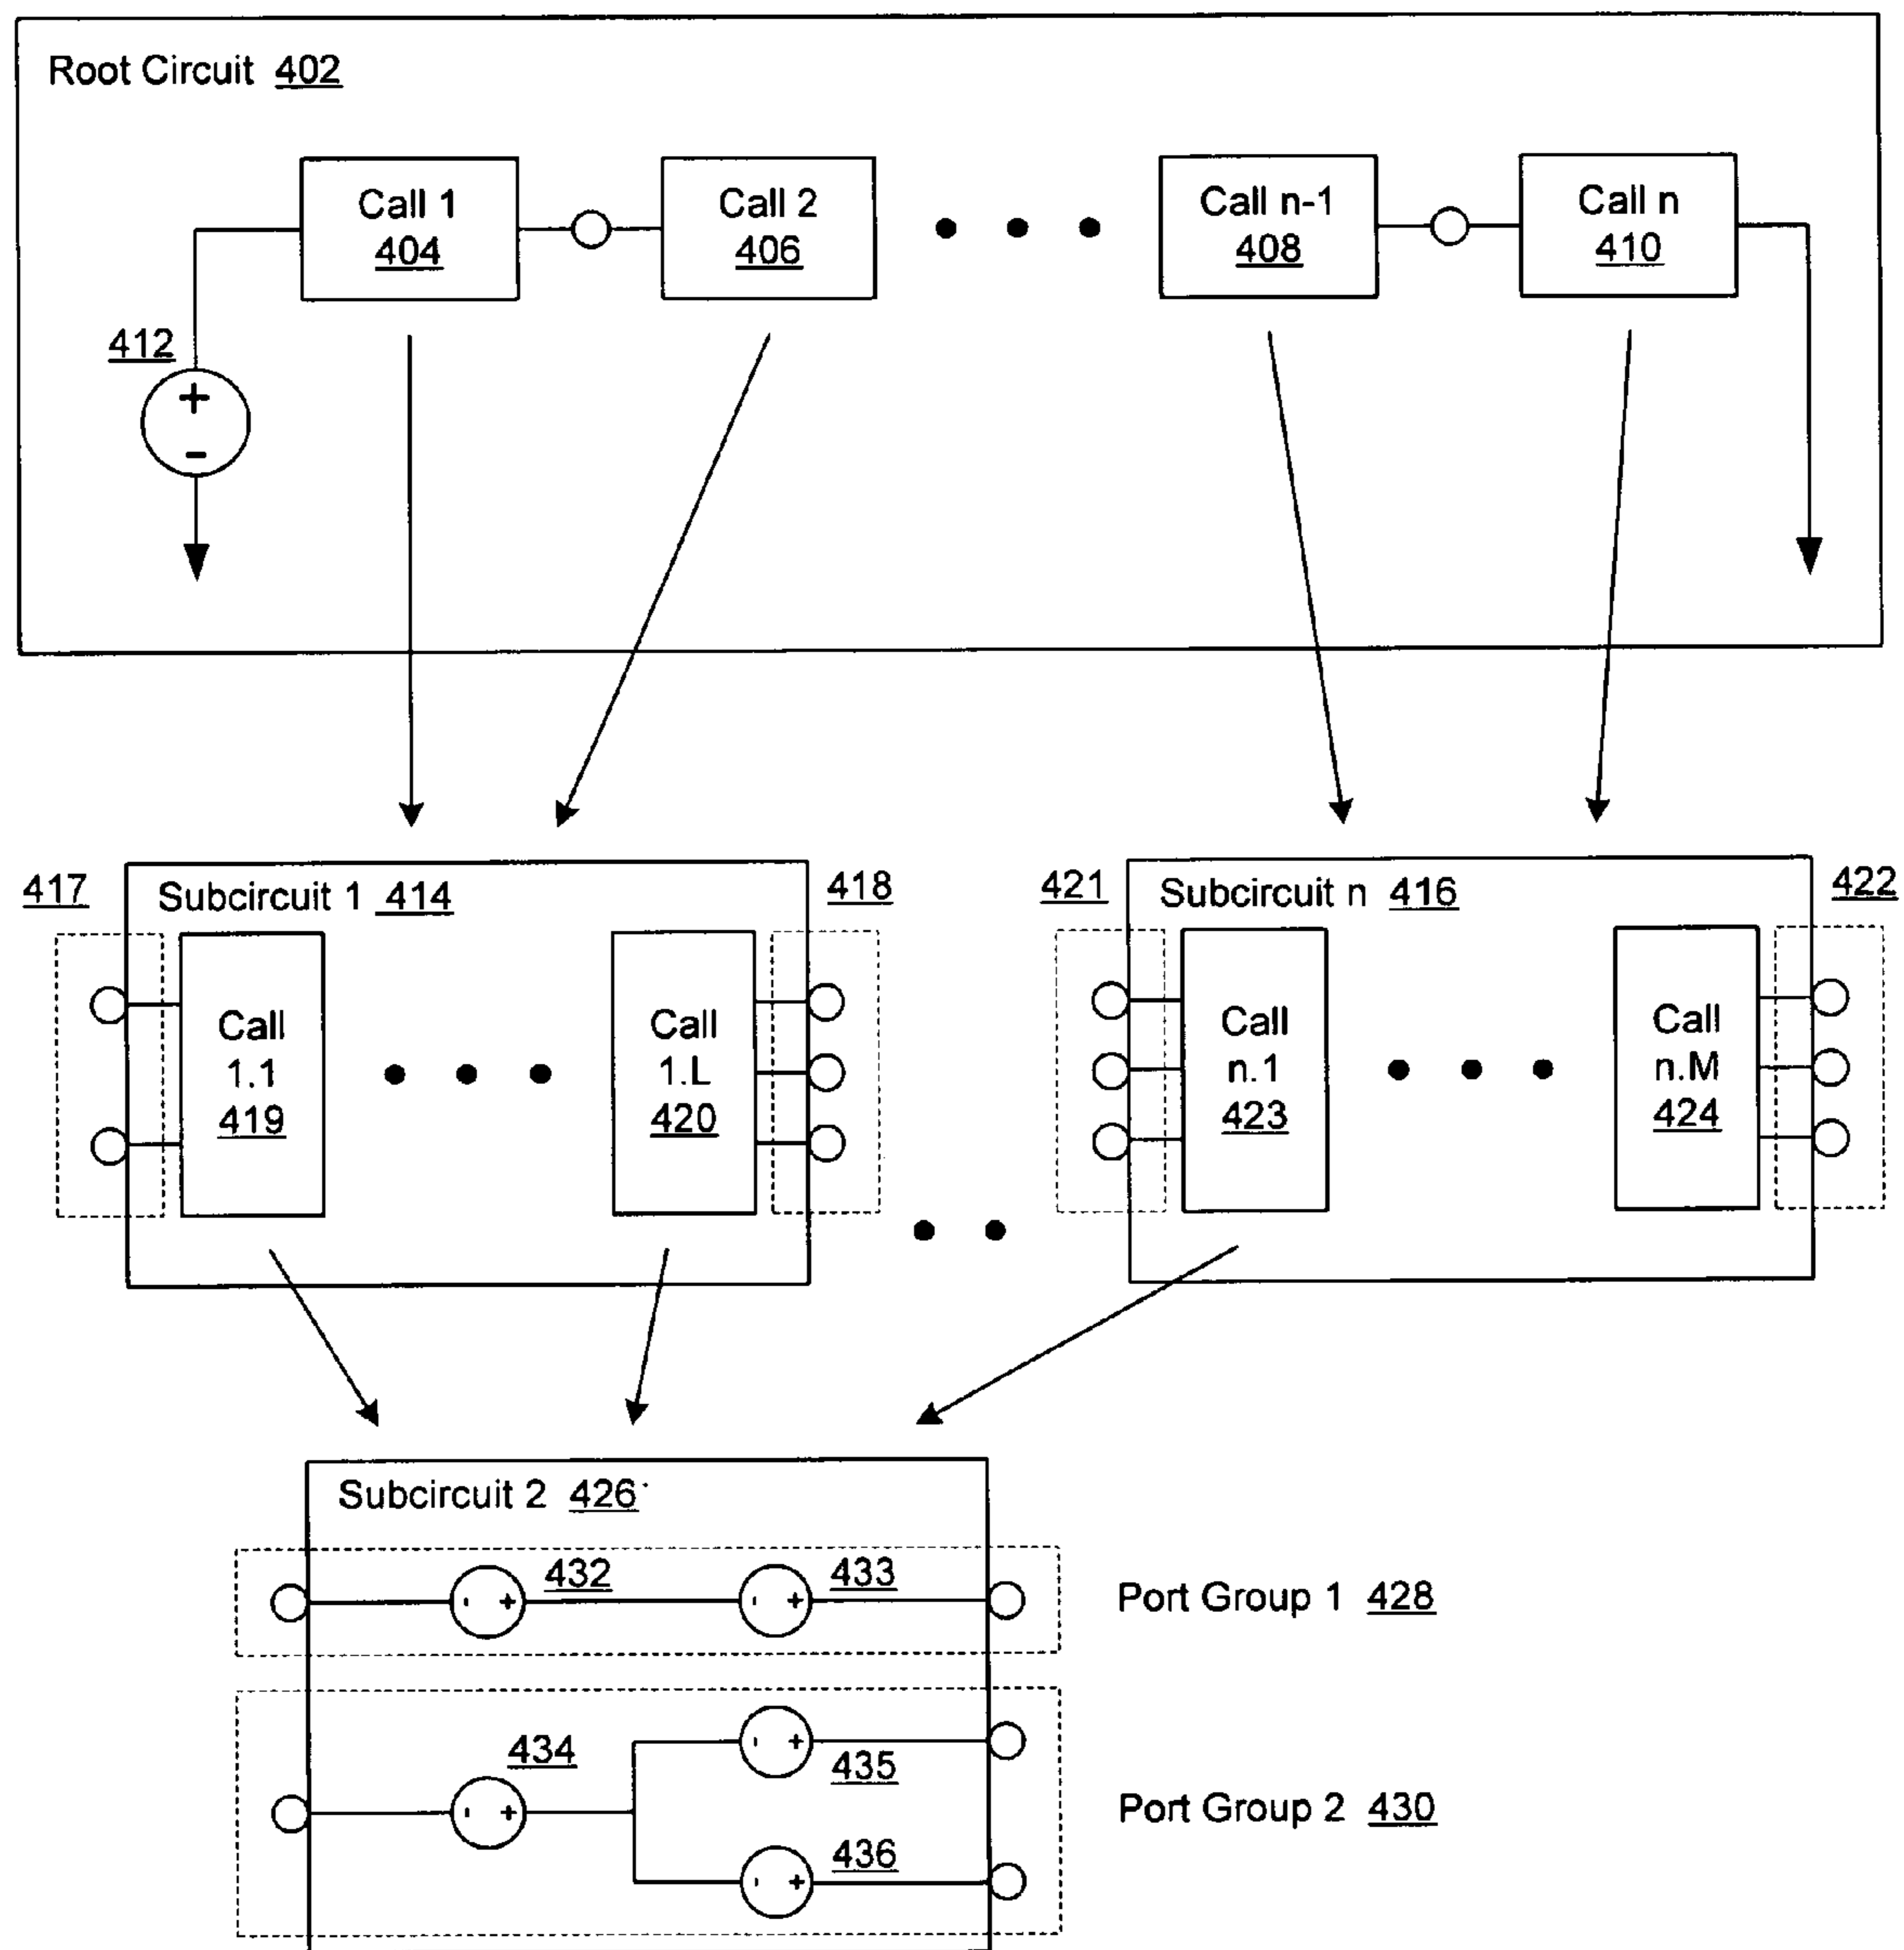 Root Circuit 402
Call 1
404
Call 2
406
Call n-1
408
Call n
410
412
+
-
417
Subcircuit 1 414
418
421
Subcircuit n 416
422
Call
1.1
419
Call
1.L
420
Call
n.1
423
Call
n.M
424
Subcircuit 2 426
- +
432
- +
433
Port Group 1 428
434
- +
- +
435
Port Group 2 430
436
- +